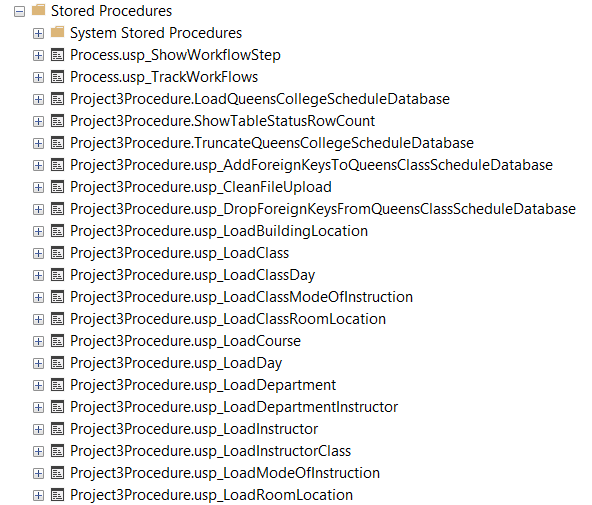 Stored Procedures
System Stored Procedures
Process.usp_ShowWorkflowStep
Process.usp_TrackWorkFlows
Project3Procedure.LoadQueensCollegeScheduleDatabase
Project3Procedure.ShowTableStatusRowCount
Project3Procedure.TruncateQueensCollegeScheduleDatabase
Project3Procedure.usp_AddForeignKeysToQueensClassScheduleDatabase
Project3Procedure.usp_CleanFileUpload
Project3Procedure.usp_DropForeignKeysFromQueensClassScheduleDatabase
Project3Procedure.usp_LoadBuildingLocation
Project3Procedure.usp_LoadClass
Project3Procedure.usp_LoadClassDay
Project3Procedure.usp_LoadClassModeOfInstruction
Project3Procedure.usp_LoadClassRoomLocation
Project3Procedure.usp_LoadCourse
Project3Procedure.usp_LoadDay
Project3Procedure.usp_LoadDepartment
Project3Procedure.usp_LoadDepartmentInstructor
Project3Procedure.usp_LoadInstructor
Project3Procedure.usp_LoadInstructorClass
Project3Procedure.usp_LoadModeOfInstruction
Project3Procedure.usp_LoadRoomLocation